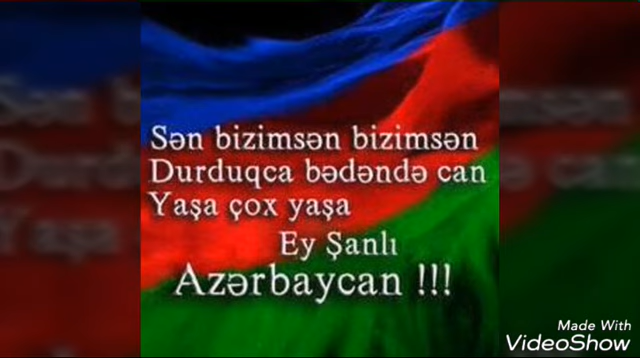 Sən bizimsən bizimsən
Durduqca bədəndə can
Yaşa çox yaşa
Ey Şanlı
Azərbaycan !!!
Made With
VideoShow